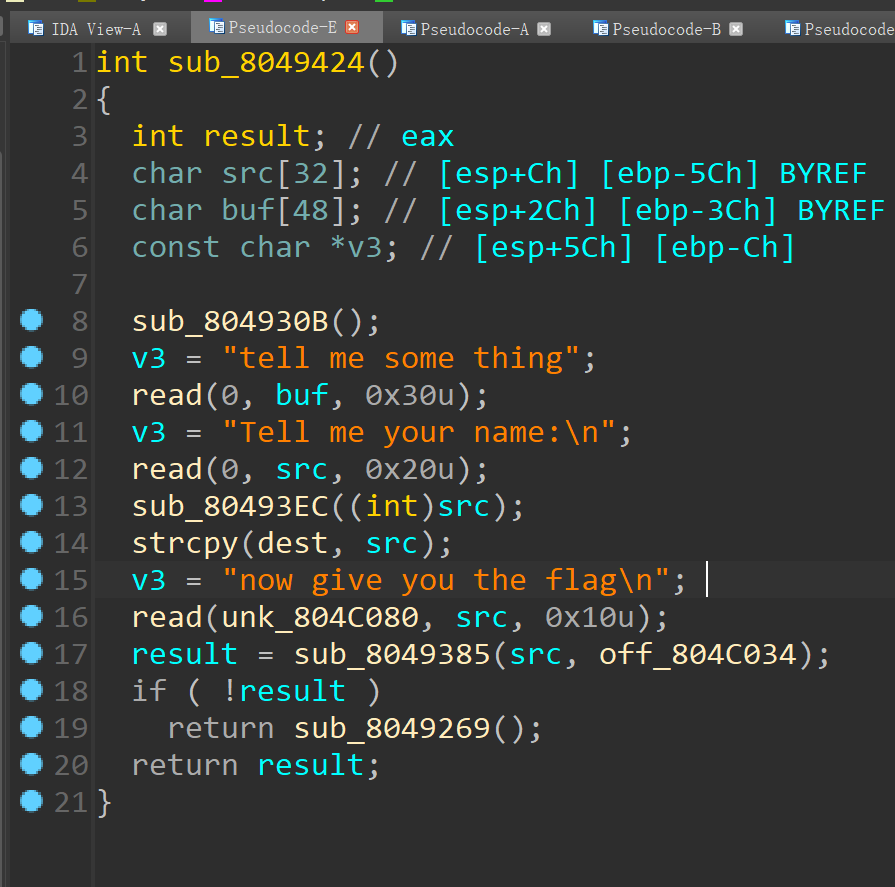 IDA View-A Pseudocode-E Pseudocode-A Pseudocode-B Pseudocode
1 int sub_8049424()
2 {
3 int result; // eax
4 char src[32]; // [esp+Ch] [ebp-5Ch] BYREF
5 char buf[48]; // [esp+2Ch] [ebp-3Ch] BYREF
6 const char *v3; // [esp+5Ch] [ebp-Ch]
7
8 sub_804930B();
9 v3 = "tell me some thing";
10 read(0, buf, 0x30u);
11 v3 = "Tell me your name:\n";
12 read(0, src, 0x20u);
13 sub_80493EC((int)src);
14 strcpy(dest, src);
15 v3 = "now give you the flag\n";
16 read(unk_804C080, src, 0x10u);
17 result = sub_8049385(src, off_804C034);
18 if ( !result )
19 return sub_8049269();
20 return result;
21 }